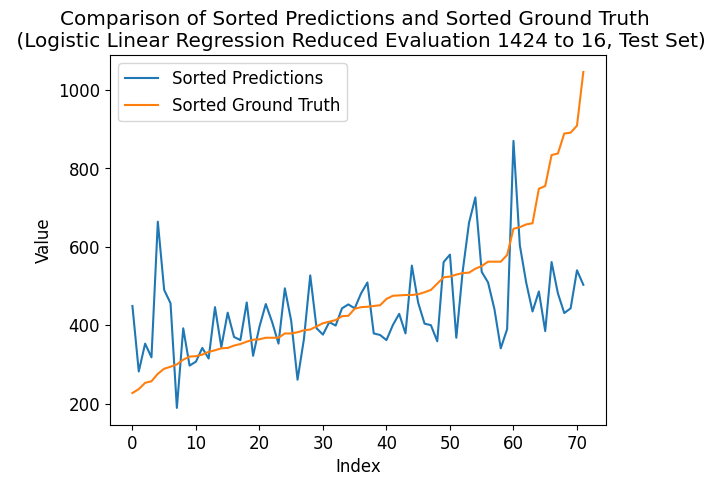 Comparison of Sorted Predictions and Sorted Ground Truth
(Logistic Linear Regression Reduced Evaluation 1424 to 16, Test Set)
Sorted Predictions
Sorted Ground Truth
Value
1000
800
600
400
200
0 10 20 30 40 50 60 70
Index